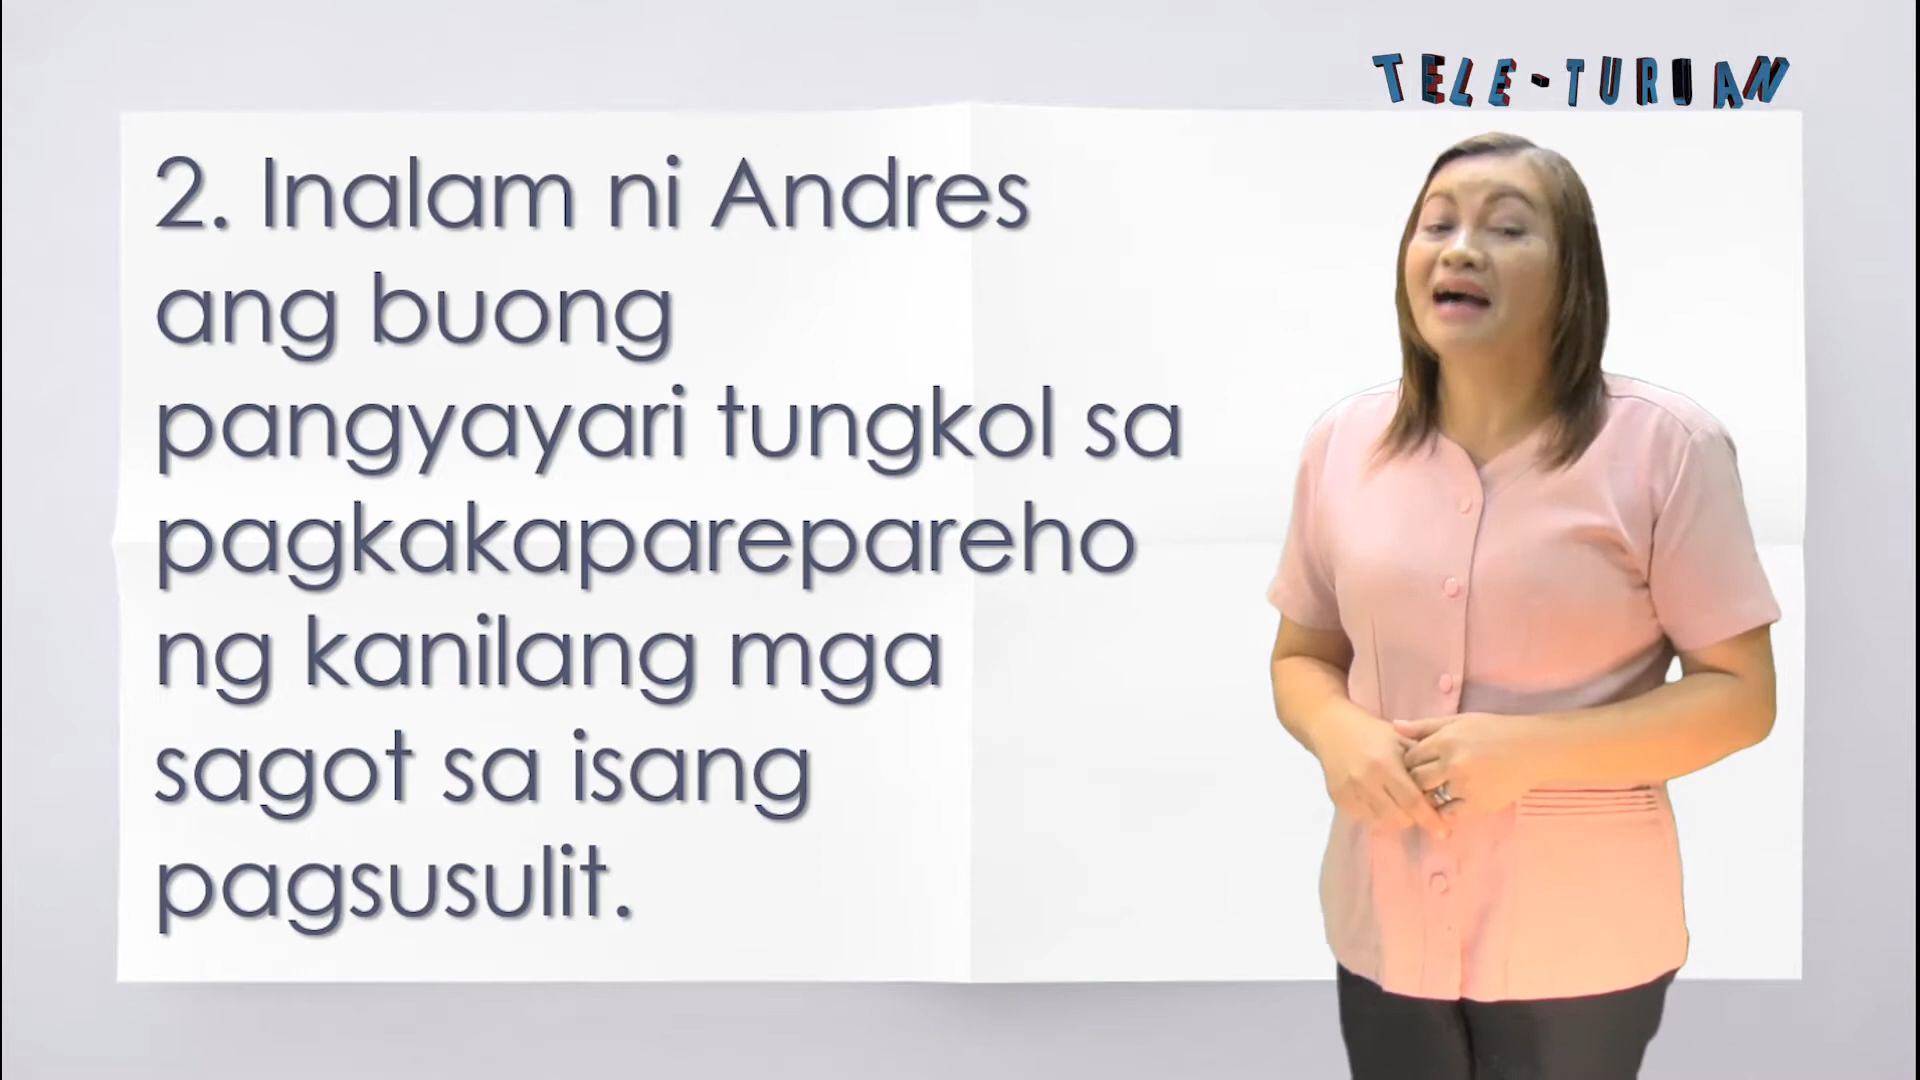 TELE-TURUAN
2. Inalam ni Andres
ang buong
pangyayari tungkol sa
pagkakaparepareho
ng kanilang mga
sagot sa isang
pagsusulit.